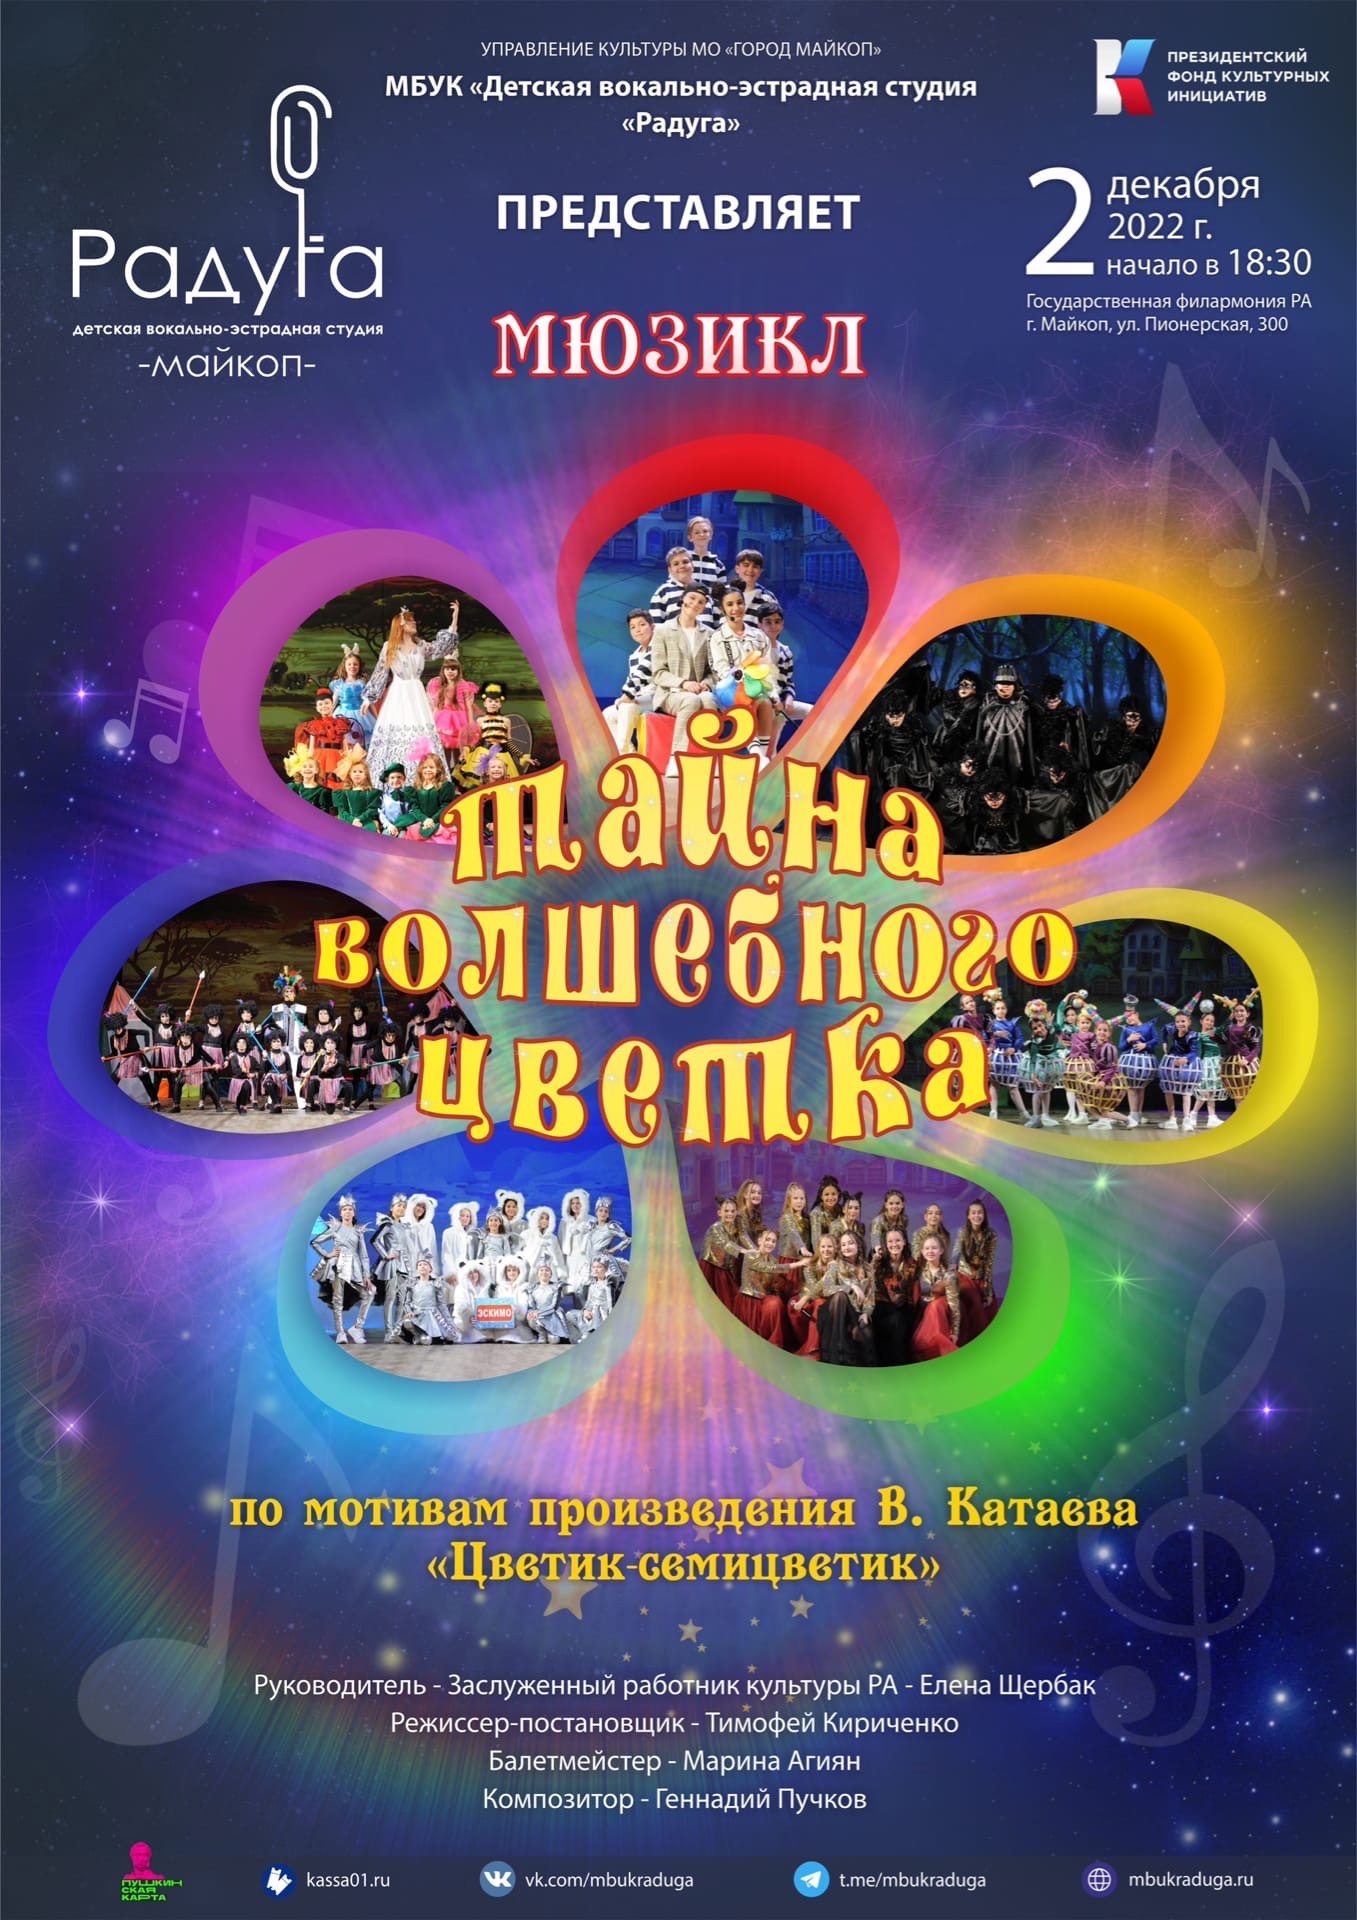 УПРАВЛЕНИЕ КУЛЬТУРЫ МО «ГОРОД МАЙКОП»
МБУК «Детская вокально-эстрадная студия
«Радуга»
ПРЕЗИДЕНТСКИЙ
ФОНД КУЛЬТУРНЫХ
ИНИЦИАТИВ
Радуга
детская вокально-эстрадная студия
-майкоп-
ПРЕДСТАВЛЯЕТ
2 декабря
2022 г.
начало в 18:30
Государственная филармония РА
г. Майкоп, ул. Пионерская, 300
МЮЗИКЛ
тайна
волшебного
цветка
ЭСКИМО
по мотивам произведения В. Катаева
«Цветик-семицветик»
Руководитель - Заслуженный работник культуры РА - Елена Щербак
Режиссер-постановщик - Тимофей Кириченко
Балетмейстер - Марина Агиян
Композитор - Геннадий Пучков
ПУШКИН
СКАЯ
КАРТА
kassa01.ru
vk.com/mbukraduga
t.me/mbukraduga
mbukraduga.ru